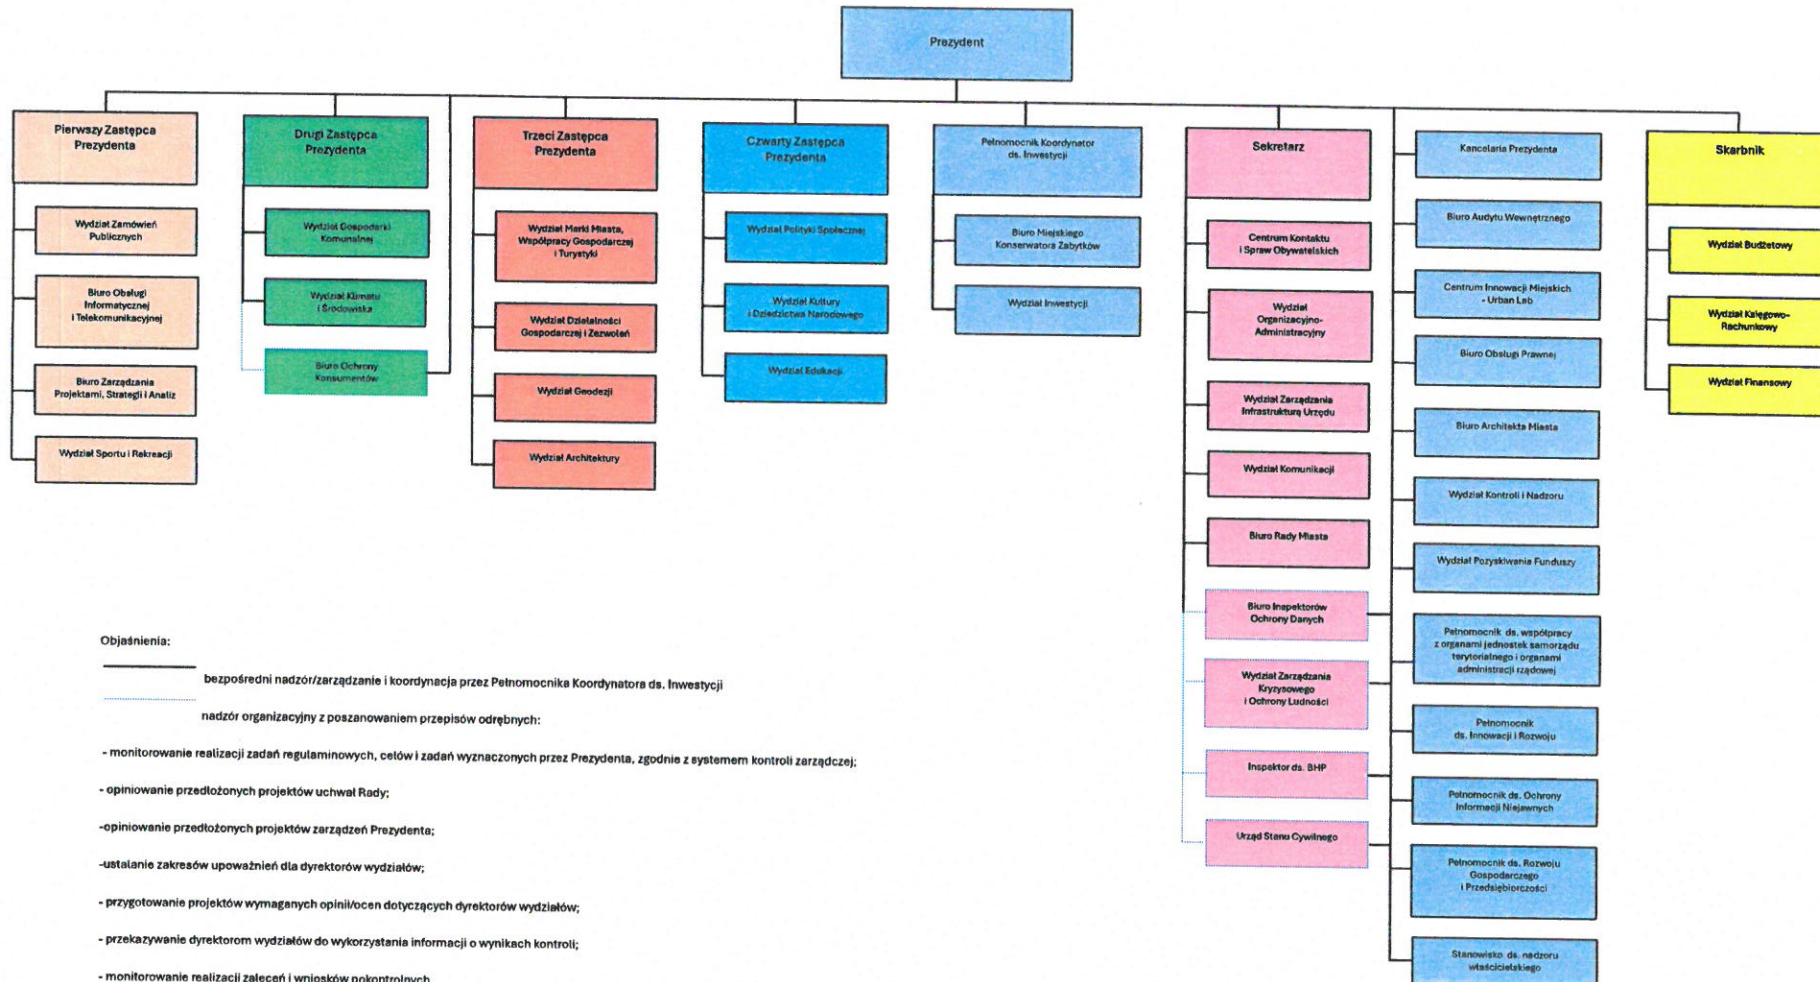 Prezydent
Pierwszy Zastępca
Prezydenta
Wydział Zamówień
Publicznych
Biuro Obsługi
Informatycznej
i Telekomunikacyjnej
Biuro Zarządzania
Projektami, Strategii i Analiz
Wydział Sportu i Rekreacji
Drugi Zastępca
Prezydenta
Wydział Gospodarki
Komunalnej
Wydział Klimatu
i Środowiska
Biuro Ochrony
Konsumentów
Trzeci Zastępca
Prezydenta
Wydział Marki Miasta,
Współpracy Gospodarczej
i Turystyki
Wydział Działalności
Gospodarczej i Zezwoleń
Wydział Geodezji
Wydział Architektury
Czwarty Zastępca
Prezydenta
Wydział Polityki Społecznej
Wydział Kultury
i Dziedzictwa Narodowego
Wydział Edukacji
Pełnomocnik Koordynator
ds. Inwestycji
Biuro Miejskiego
Konserwatora Zabytków
Wydział Inwestycji
Sekretarz
Centrum Kontaktu
i Spraw Obywatelskich
Wydział
Organizacyjno-
Administracyjny
Wydział Zarządzania
Infrastrukturą Urzędu
Wydział Komunikacji
Biuro Rady Miasta
Biuro Inspektorów
Ochrony Danych
Wydział Zarządzania
Kryzysowego
i Ochrony Ludności
Inspektor ds. BHP
Urząd Stanu Cywilnego
Kancelaria Prezydenta
Biuro Audytu Wewnętrznego
Centrum Innowacji Miejskich
- Urban Lab
Biuro Obsługi Prawnej
Biuro Architekta Miasta
Wydział Kontroli i Nadzoru
Wydział Pozyskiwania Funduszy
Pełnomocnik ds. współpracy
z organami jednostek samorządu
terytorialnego i organami
administracji rządowej
Pełnomocnik
ds. Innowacji i Rozwoju
Pełnomocnik ds. Ochrony
Informacji Niejawnych
Pełnomocnik ds. Rozwoju
Gospodarczego
i Przedsiębiorczości
Stanowisko ds. nadzoru
właścicielskiego
Skarbnik
Wydział Budżetowy
Wydział Księgowo-
Rachunkowy
Wydział Finansowy
Objaśnienia:
bezpośredni nadzór/zarządzanie i koordynacja przez Pełnomocnika Koordynatora ds. Inwestycji
nadzór organizacyjny z poszanowaniem przepisów odrębnych:
- monitorowanie realizacji zadań regulaminowych, celów i zadań wyznaczonych przez Prezydenta, zgodnie z systemem kontroli zarządczej;
- opiniowanie przedłożonych projektów uchwał Rady;
-opiniowanie przedłożonych projektów zarządzeń Prezydenta;
-ustalanie zakresów upoważnień dla dyrektorów wydziałów;
- przygotowanie projektów wymaganych opinii/ocen dotyczących dyrektorów wydziałów;
- przekazywanie dyrektorom wydziałów do wykorzystania informacji o wynikach kontroli;
- monitorowanie realizacji zaleceń i wniosków pokontrolnych